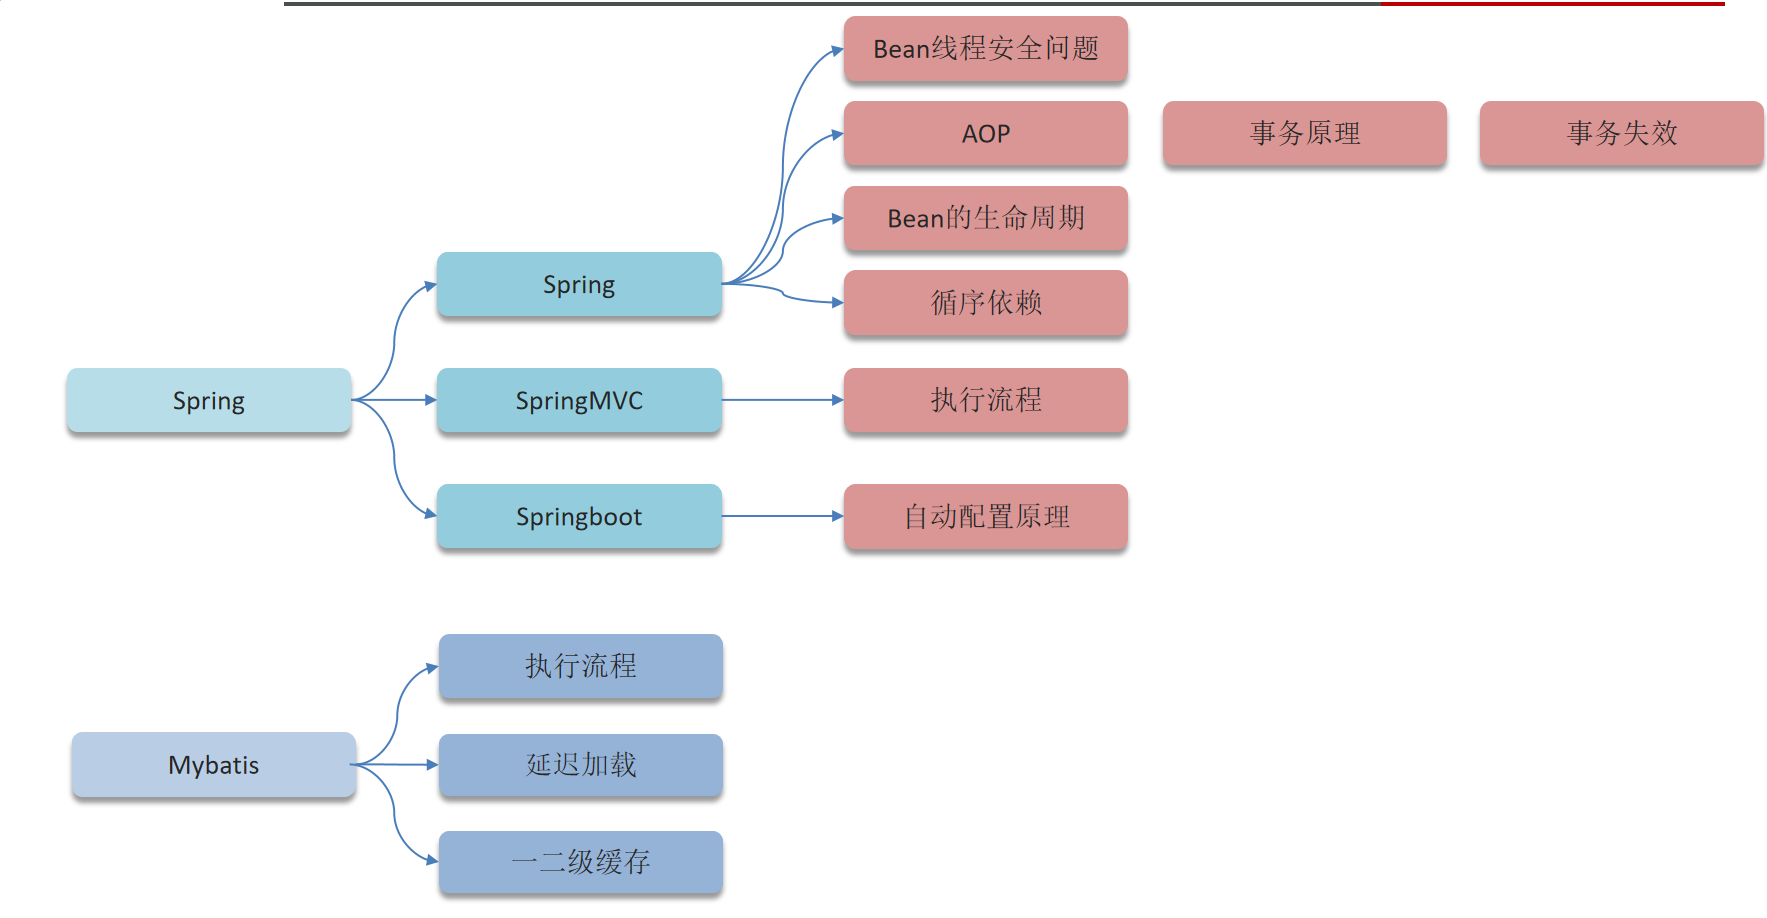 Bean线程安全问题
AOP
事务原理
事务失效
Bean的生命周期
Spring
循序依赖
Spring
SpringMVC
执行流程
Springboot
自动配置原理
执行流程
Mybatis
延迟加载
一二级缓存